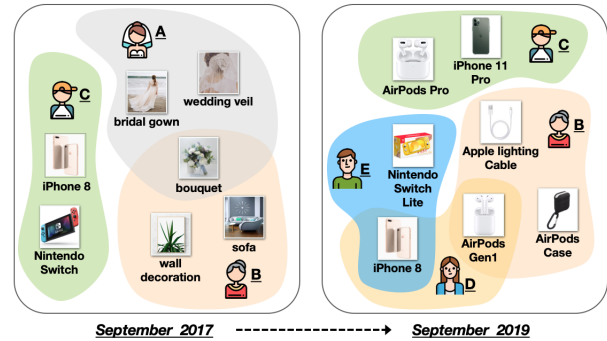 A
wedding veil
bridal gown
C
iPhone 8
bouquet
Nintendo
Switch
wall
decoration
sofa
B
September 2017
C
iPhone 11
Pro
AirPods Pro
B
Apple lighting
Cable
E
Nintendo
Switch
Lite
AirPods
Gen1
AirPods
Case
iPhone 8
D
September 2019